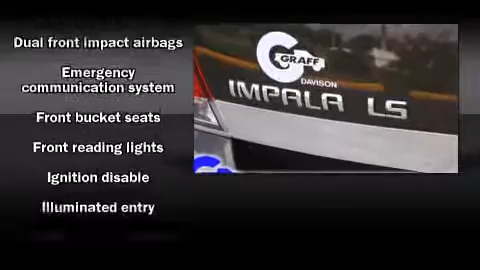 Dual front impact airbags
Emergency
communication system
Front bucket seats
Front reading lights
Ignition disable
Illuminated entry
GRAFF
DAVISON
IMPALA LS